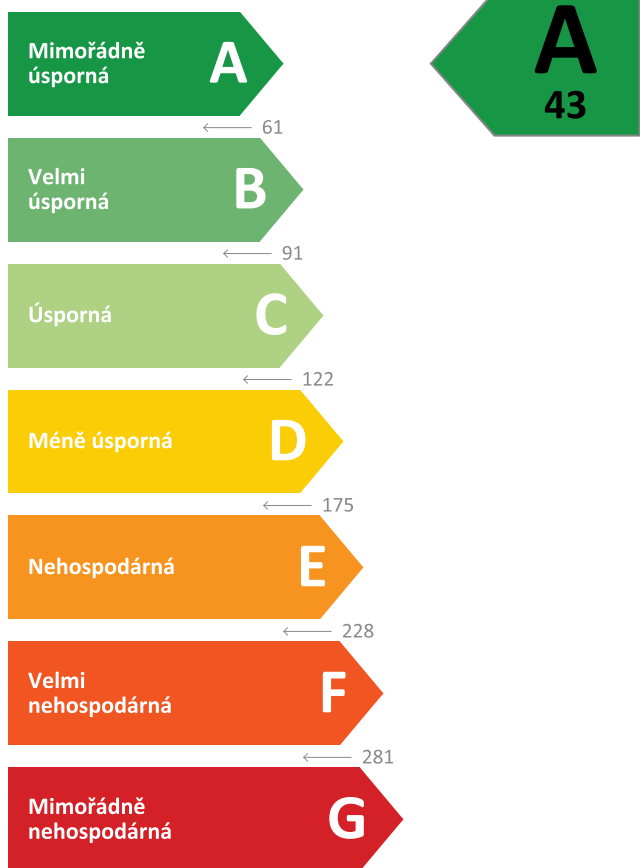 Mimořádně
úsporná
A
A
43
61
Velmi
úsporná
B
91
Úsporná
C
122
Méně úsporná
D
175
Nehospodárná
E
228
Velmi
nehospodárná
F
281
Mimořádně
nehospodárná
G